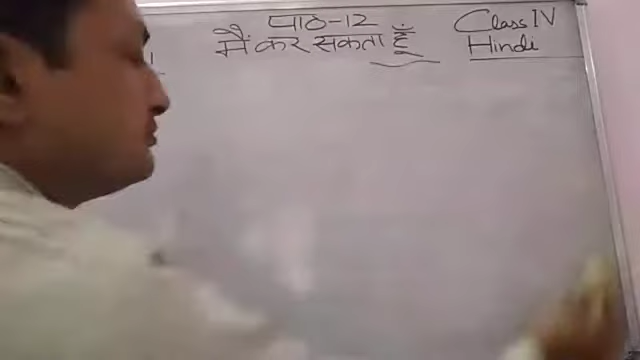 पाठ-12
मैं कर सकता हूँ
Class IV
Hindi